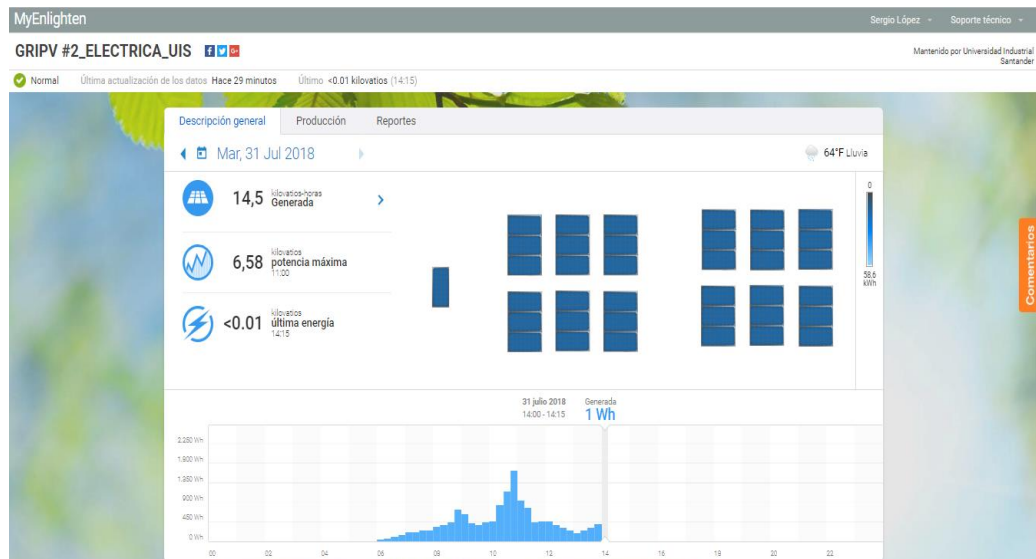 MyEnlighten
Sergio López
Soporte técnico
GRIPV #2_ELECTRICA_UIS
Mantenido por Universidad Industrial
Santander
Normal
Última actualización de los datos Hace 29 minutos
Último <0.01 kilovatios (14:15)
Descripción general
Producción
Reportes
Mar, 31 Jul 2018
64°F Lluvia
14,5 kilovatios-horas
Generada
6,58 kilovatios
potencia máxima
11:00
<0.01 kilovatios
última energía
14:15
0
58,6
kWh
Comentarios
31 julio 2018 Generada
14:00 - 14:15 1 Wh
2.250 Wh
1.800 Wh
1.350 Wh
900 Wh
450 Wh
0 Wh
00 02 04 06 08 10 12 14 16 18 20 22